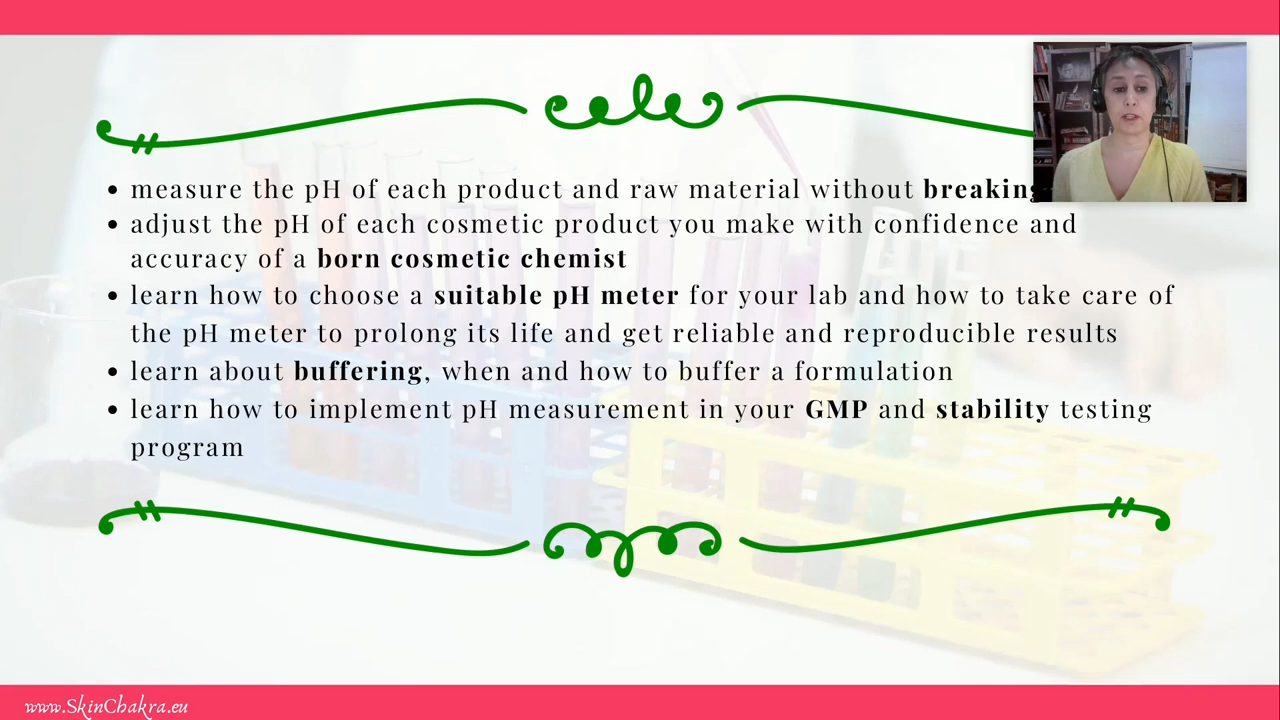 measure the pH of each product and raw material without breaking
adjust the pH of each cosmetic product you make with confidence and
accuracy of a born cosmetic chemist
learn how to choose a suitable pH meter for your lab and how to take care of
the pH meter to prolong its life and get reliable and reproducible results
learn about buffering, when and how to buffer a formulation
learn how to implement pH measurement in your GMP and stability testing
program
www.SkinChakra.eu